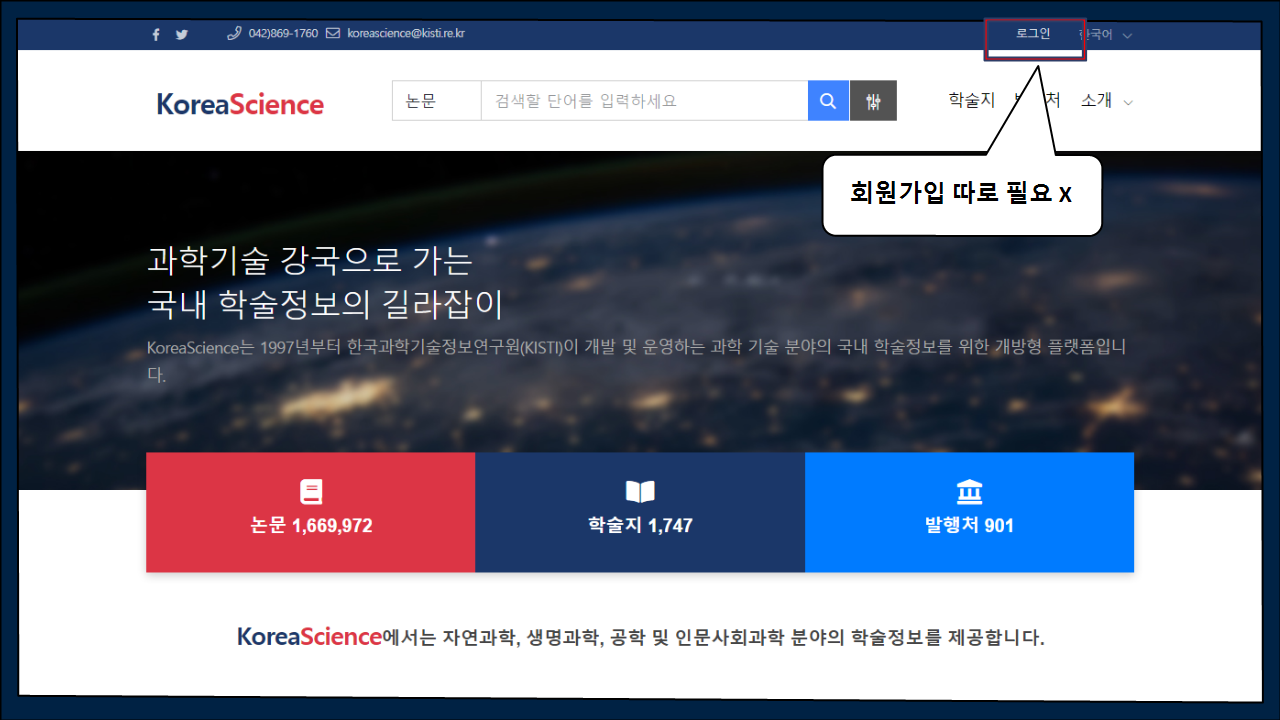 042)869-1760 koreascience@kisti.re.kr 로그인 한국어
KoreaScience 논문 검색할 단어를 입력하세요 학술지 소개
회원가입 따로 필요 X
과학기술 강국으로 가는
국내 학술정보의 길라잡이
KoreaScience는 1997년부터 한국과학기술정보연구원(KISTI)이 개발 및 운영하는 과학 기술 분야의 국내 학술정보를 위한 개방형 플랫폼입니
다.
논문 1,669,972 학술지 1,747 발행처 901
KoreaScience에서는 자연과학, 생명과학, 공학 및 인문사회과학 분야의 학술정보를 제공합니다.